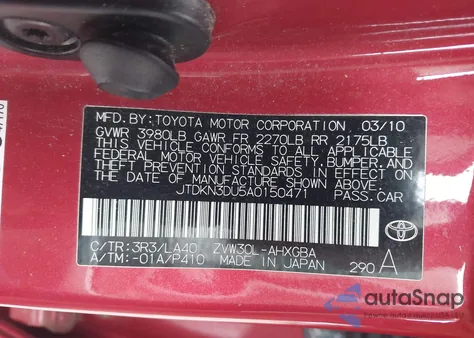 MFD.BY:TOYOTA MOTOR CORPORATION 03/10
GVWR 3980LB GAWR FR 2270LB RR 2175LB
THIS VEHICLE CONFORMS TO ALL APPLICABLE
FEDERAL MOTOR VEHICLE SAFETY,BUMPER,AND
THEFT PREVENTION STANDARDS IN EFFECT ON
THE DATE OF MANUFACTURE SHOWN ABOVE.
JTDKN3DU5A0150471 PASS.CAR
C/TR:3R3/LA40 ZVW30L-AHXGBA
A/TM:-01A/P410 MADE IN JAPAN 290 A
TOYOTA
autoSnap